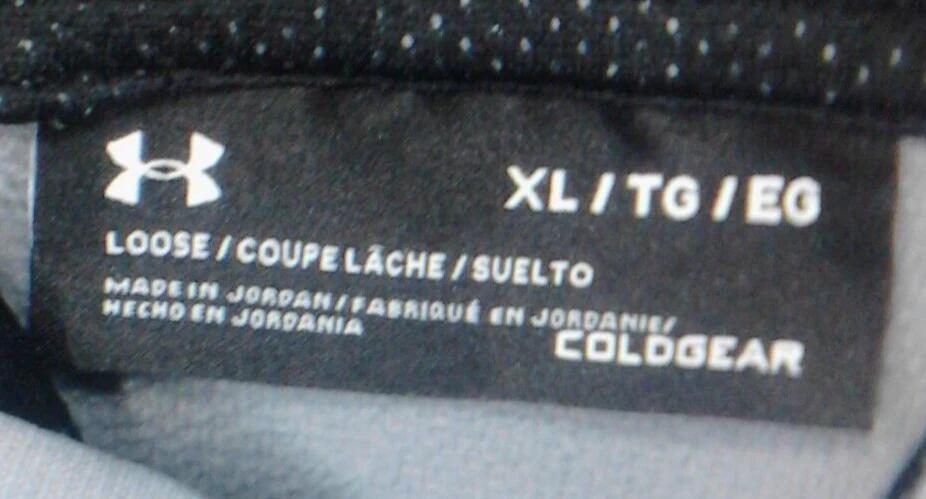 XL / TG / EG
LOOSE / COUPE LÂCHE / SUELTO
MADE IN JORDAN / FABRIQUÉ EN JORDANIE/
HECHO EN JORDANIA
COLDGEAR